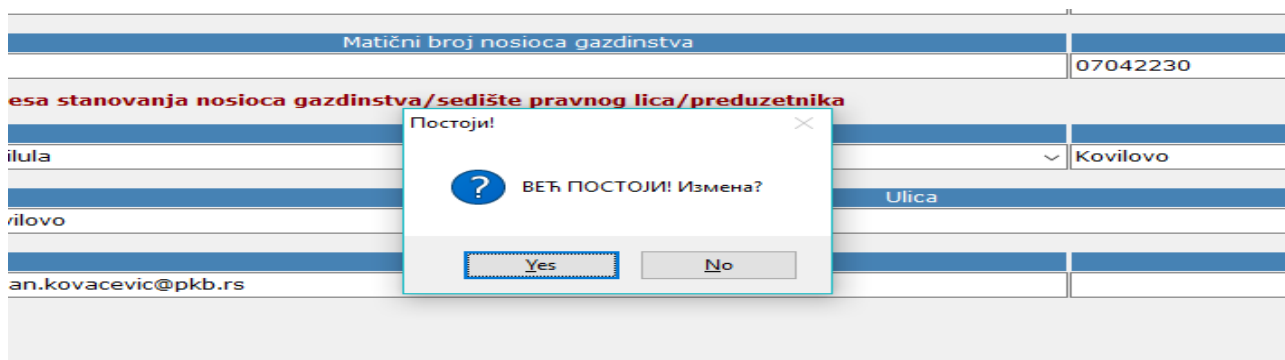 Matični broj nosioca gazdinstva
07042230
esa stanovanja nosioca gazdinstva/sedište pravnog lica/preduzetnika
Постоји!
ilula
Kovilovo
ВЕЋ ПОСТОЈИ! Измена?
Ulica
vilovo
Yes
No
an.kovacevic@pkb.rs